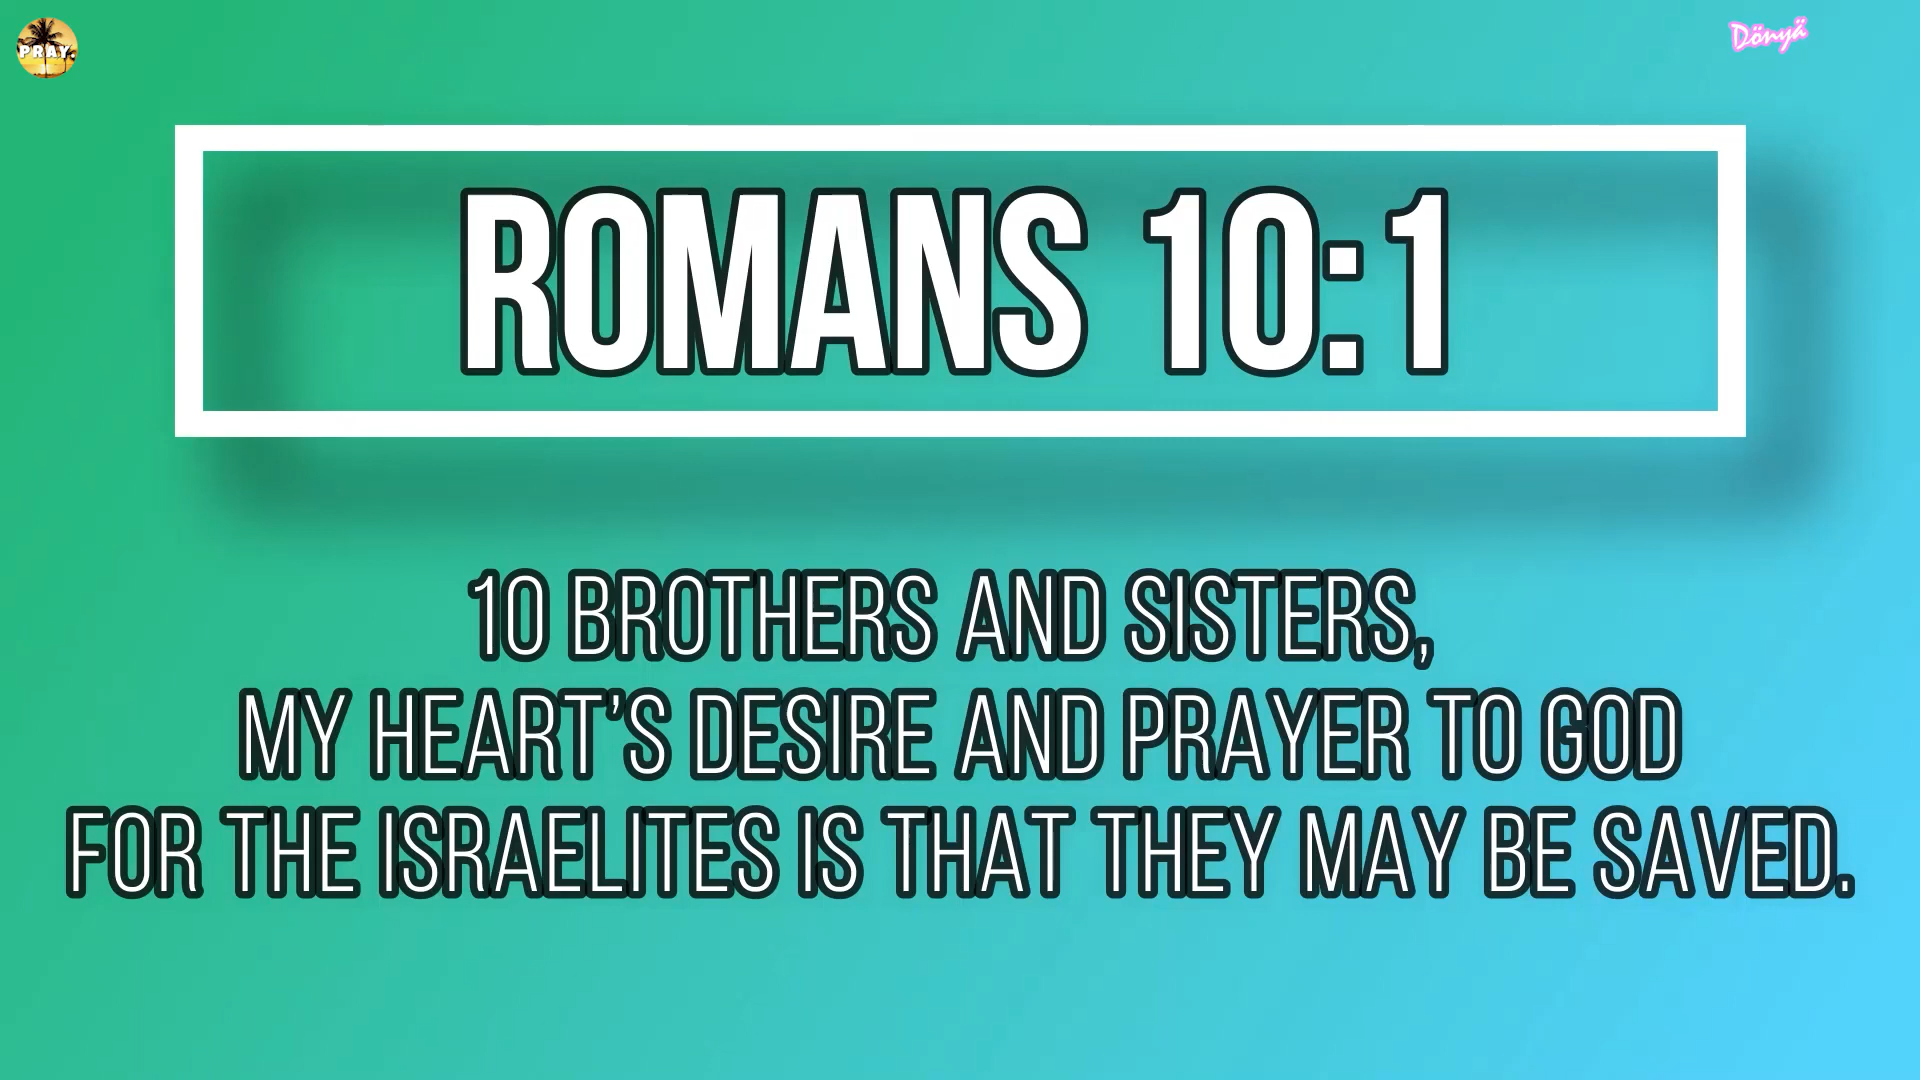 PRAY.
Dönyä
ROMANS 10:1
10 BROTHERS AND SISTERS,
MY HEART’S DESIRE AND PRAYER TO GOD
FOR THE ISRAELITES IS THAT THEY MAY BE SAVED.